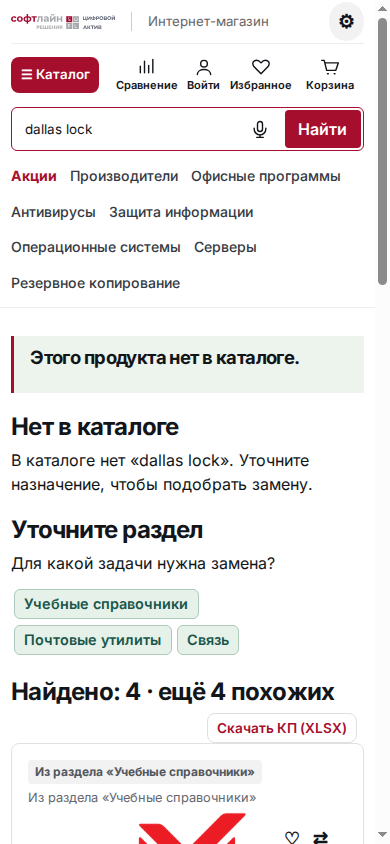 софтлайн
РЕШЕНИЯ
ЦИФРОВОЙ
АКТИВ
Интернет-магазин
☰ Каталог
Сравнение
Войти
Избранное
Корзина
dallas lock
Найти
Акции Производители Офисные программы
Антивирусы Защита информации
Операционные системы Серверы
Резервное копирование
Этого продукта нет в каталоге.
Нет в каталоге
В каталоге нет «dallas lock». Уточните
назначение, чтобы подобрать замену.
Уточните раздел
Для какой задачи нужна замена?
Учебные справочники
Почтовые утилиты Связь
Найдено: 4 · ещё 4 похожих
Скачать КП (XLSX)
Из раздела «Учебные справочники»
Из раздела «Учебные справочники»